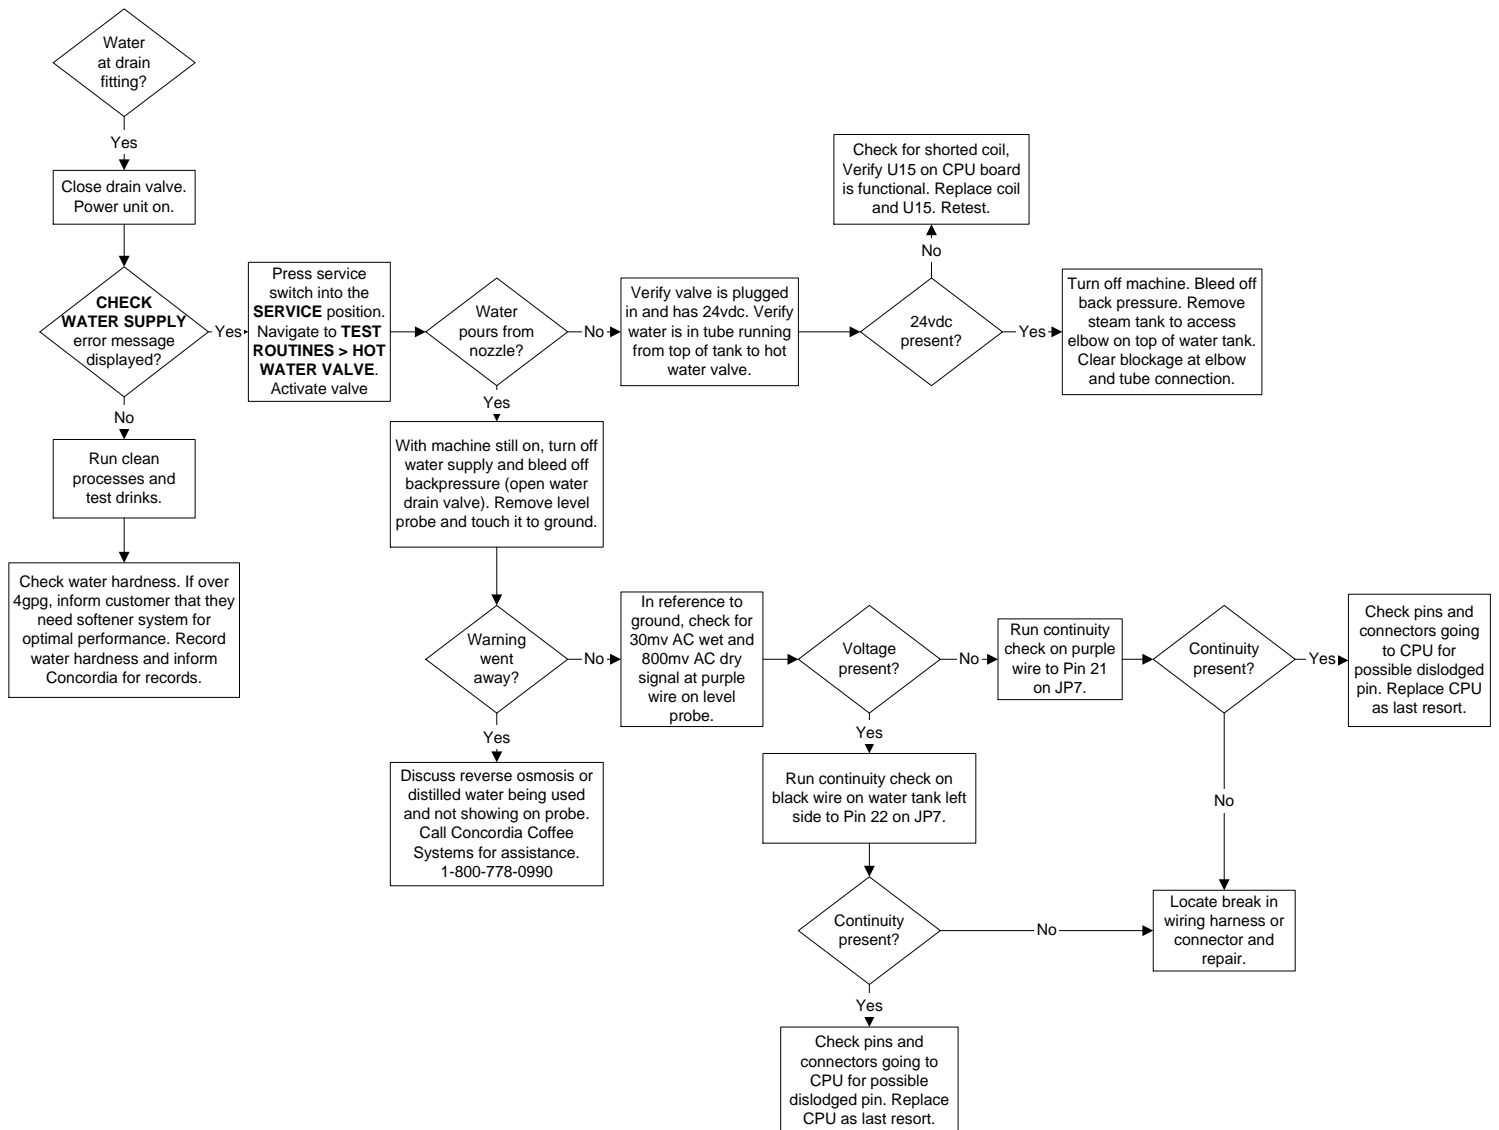 Water
at drain
fitting?
Yes
Close drain valve.
Power unit on.
CHECK
WATER SUPPLY
error message
displayed?
Yes
No
Run clean
processes and
test drinks.
Check water hardness. If over
4gpg, inform customer that they
need softener system for
optimal performance. Record
water hardness and inform
Concordia for records.
Press service
switch into the
SERVICE position.
Navigate to TEST
ROUTINES > HOT
WATER VALVE.
Activate valve
Water
pours from
nozzle?
No
Yes
Verify valve is plugged
in and has 24vdc. Verify
water is in tube running
from top of tank to hot
water valve.
24vdc
present?
No
Check for shorted coil,
Verify U15 on CPU board
is functional. Replace coil
and U15. Retest.
Yes
Turn off machine. Bleed off
back pressure. Remove
steam tank to access
elbow on top of water tank.
Clear blockage at elbow
and tube connection.
With machine still on, turn off
water supply and bleed off
backpressure (open water
drain valve). Remove level
probe and touch it to ground.
Warning
went
away?
No
Yes
Discuss reverse osmosis or
distilled water being used
and not showing on probe.
Call Concordia Coffee
Systems for assistance.
1-800-778-0990
In reference to
ground, check for
30mv AC wet and
800mv AC dry
signal at purple
wire on level
probe.
Voltage
present?
No
Yes
Run continuity
check on purple
wire to Pin 21
on JP7.
Continuity
present?
Yes
No
Check pins and
connectors going
to CPU for
possible dislodged
pin. Replace CPU
as last resort.
Run continuity check on
black wire on water tank left
side to Pin 22 on JP7.
Continuity
present?
No
Yes
Locate break in
wiring harness or
connector and
repair.
Check pins and
connectors going to
CPU for possible
dislodged pin. Replace
CPU as last resort.